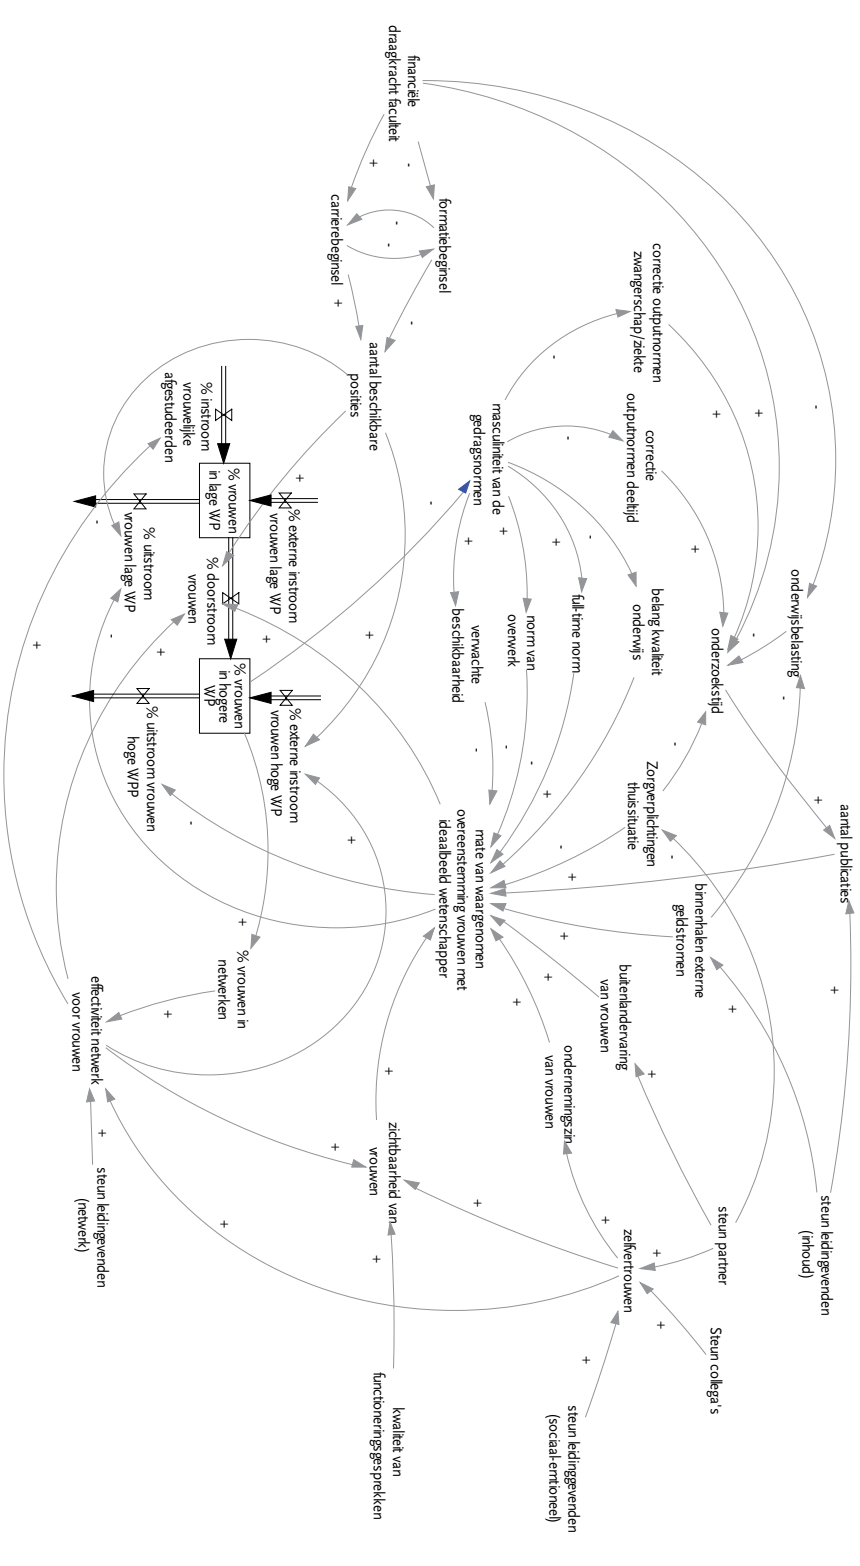 financiële
draagkracht faculteit
formatiebeginsel
carrierebeginsel
aantal beschikbare
posities
correctie outputnormen
zwangerschap/ziekte
correctie
outputnormen deeltijd
masculiniteit van de
gedragsnormen
onderwijsbelasting
onderzoekstijd
belang kwaliteit
onderwijs
full-time norm
norm van
overwerk
verwachte
beschikbaarheid
% instroom
vrouwelijke
afgestudeerden
% vrouwen
in lage WP
% externe instroom
vrouwen lage WP
% uitstroom
vrouwen lage WP
% doorstroom
vrouwen
% vrouwen
in hogere
WP
% externe instroom
vrouwen hoge WP
% uitstroom vrouwen
hoge WPP
Zorgverplichtingen
thuissituatie
aantal publicaties
mate van waargenomen
overeenstemming vrouwen met
ideaalbeeld wetenschapper
binnenhalen externe
geldstromen
buitenlandervaring
van vrouwen
ondernemingszin
van vrouwen
% vrouwen in
netwerken
effectiviteit netwerk
voor vrouwen
zichtbaarheid van
vrouwen
steun leidingevenden
(netwerk)
steun leidingevenden
(inhoud)
steun partner
zelfvertrouwen
Steun collega's
steun leidinggevenden
(sociaal-emtioneel)
kwaliteit van
functioneringsgesprekken